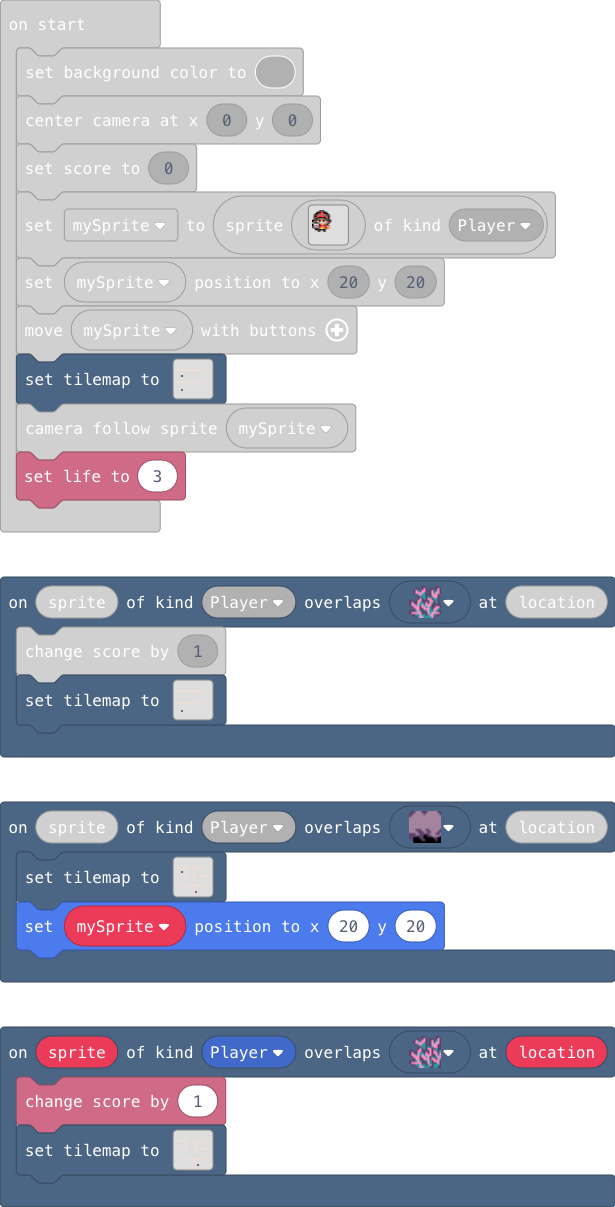 on start
set background color to
center camera at x 0 y 0
set score to 0
set mySprite to sprite of kind Player
set mySprite position to x 20 y 20
move mySprite with buttons
set tilemap to
camera follow sprite mySprite
set life to 3
on sprite of kind Player overlaps at location
change score by 1
set tilemap to
on sprite of kind Player overlaps at location
set tilemap to
set mySprite position to x 20 y 20
on sprite of kind Player overlaps at location
change score by 1
set tilemap to